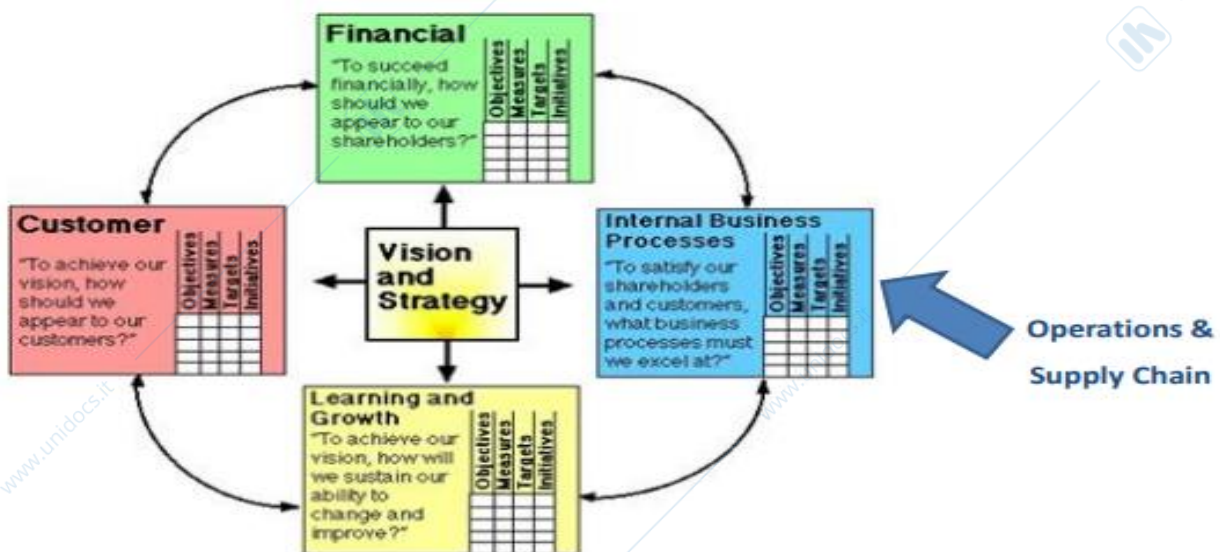 Financial
"To succeed
financially, how
should we
appear to our
shareholders?"
Objectives
Measures
Targets
Initiatives
Customer
"To achieve our
vision, how
should we
appear to our
customers?"
Objectives
Measures
Targets
Initiatives
Vision
and
Strategy
Internal Business
Processes
"To satisfy our
shareholders
and customers,
what business
processes must
we excel at?"
Objectives
Measures
Targets
Initiatives
Operations &
Supply Chain
Learning and
Growth
"To achieve our
vision, how will
we sustain our
ability to
change and
improve?"
Objectives
Measures
Targets
Initiatives
www.unidocs.it
www.